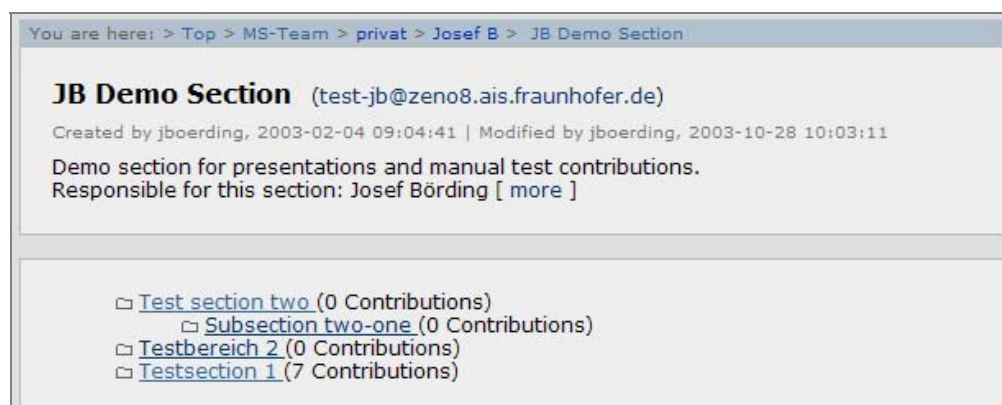 You are here: > Top > MS-Team > privat > Josef B > JB Demo Section
JB Demo Section (test-jb@zeno8.ais.fraunhofer.de)
Created by jboerding, 2003-02-04 09:04:41 | Modified by jboerding, 2003-10-28 10:03:11
Demo section for presentations and manual test contributions.
Responsible for this section: Josef Börding [ more ]
Test section two (0 Contributions)
Subsection two-one (0 Contributions)
Testbereich 2 (0 Contributions)
Testsection 1 (7 Contributions)